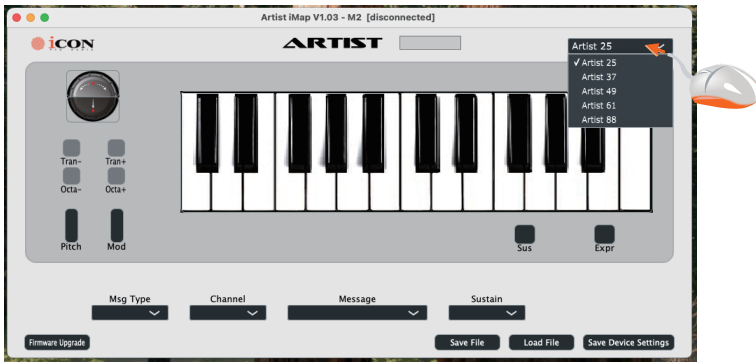 Artist iMap V1.03 - M2 [disconnected]
iCON
ARTIST
Artist 25
✓ Artist 25
Artist 37
Artist 49
Artist 61
Artist 88
Tran- Tran+
Octa- Octa+
Pitch Mod
Sus Expr
Msg Type Channel Message Sustain
Firmware Upgrade Save File Load File Save Device Settings